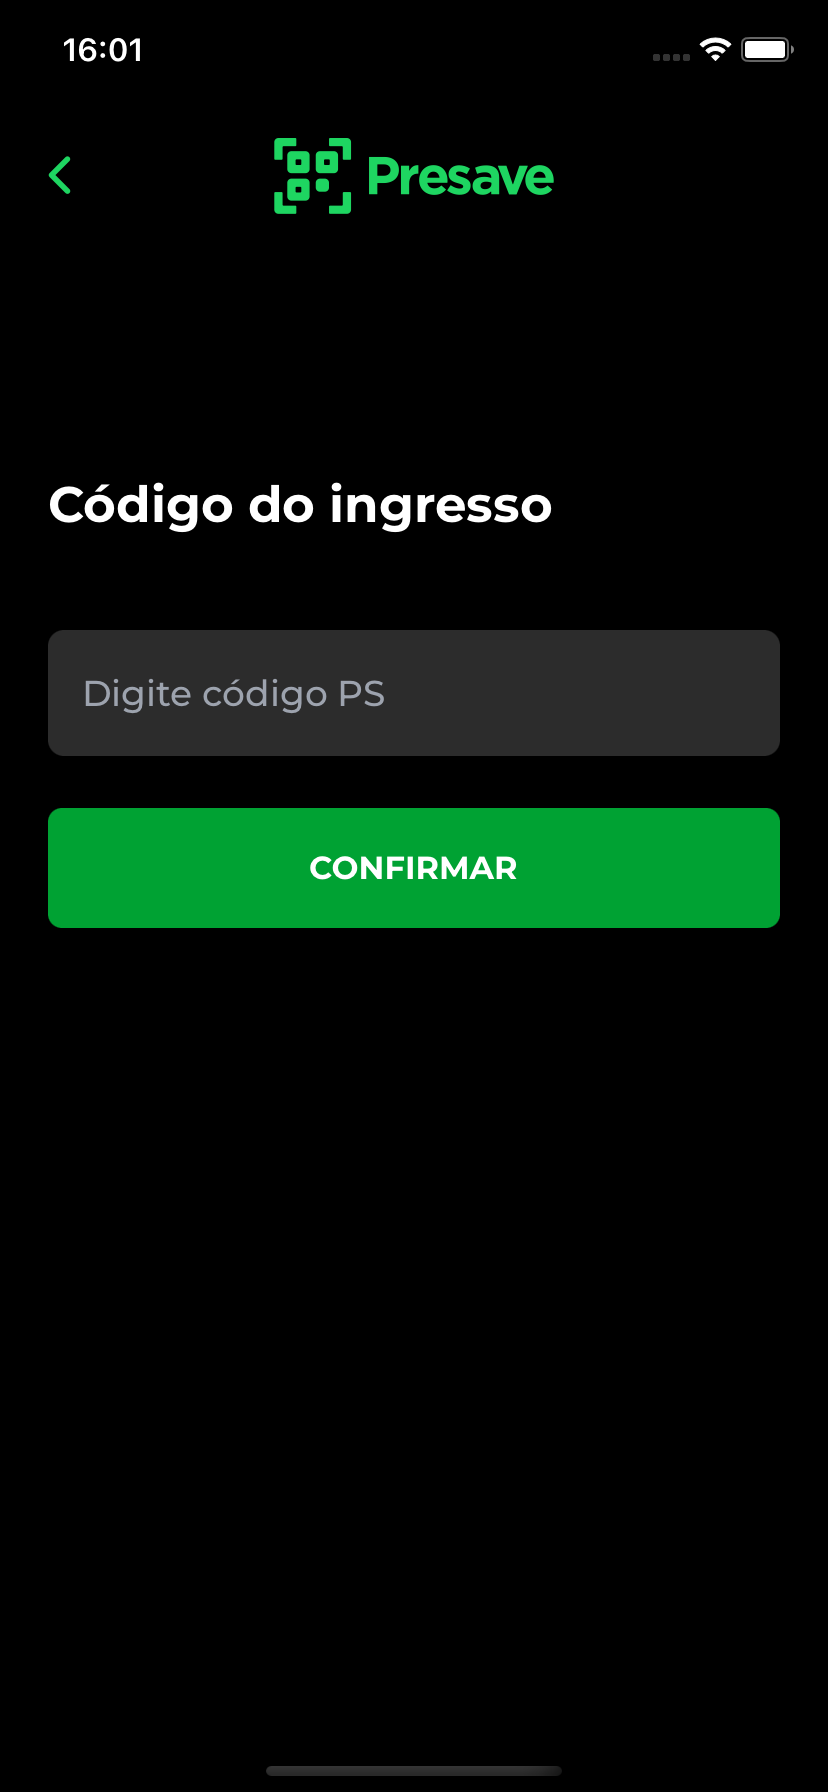 16:01
Presave
Código do ingresso
Digite código PS
CONFIRMAR